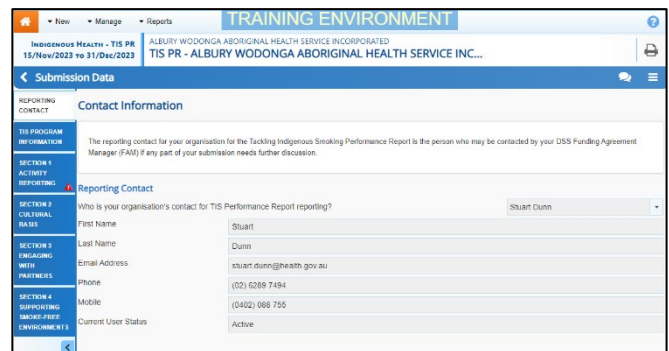 New Manage Reports TRAINING ENVIRONMENT
INDIGENOUS HEALTH - TIS PR
15/Nov/2023 TO 31/Dec/2023
ALBURY WODONGA ABORIGINAL HEALTH SERVICE INCORPORATED
TIS PR - ALBURY WODONGA ABORIGINAL HEALTH SERVICE INC...
Submission Data
REPORTING
CONTACT
TIS PROGRAM
INFORMATION
SECTION 1
ACTIVITY
REPORTING
SECTION 2
CULTURAL
BASIS
SECTION 3
ENGAGING
WITH
PARTNERS
SECTION 4
SUPPORTING
SMOKE-FREE
ENVIRONMENTS
Contact Information
The reporting contact for your organisation for the Tackling Indigenous Smoking Performance Report is the person who may be contacted by your DSS Funding Agreement
Manager (FAM) if any part of your submission needs further discussion.
Reporting Contact
Who is your organisation's contact for TIS Performance Report reporting? Stuart Dunn
First Name Stuart
Last Name Dunn
Email Address stuart.dunn@health.gov.au
Phone (02) 6289 7494
Mobile (0402) 088 755
Current User Status Active